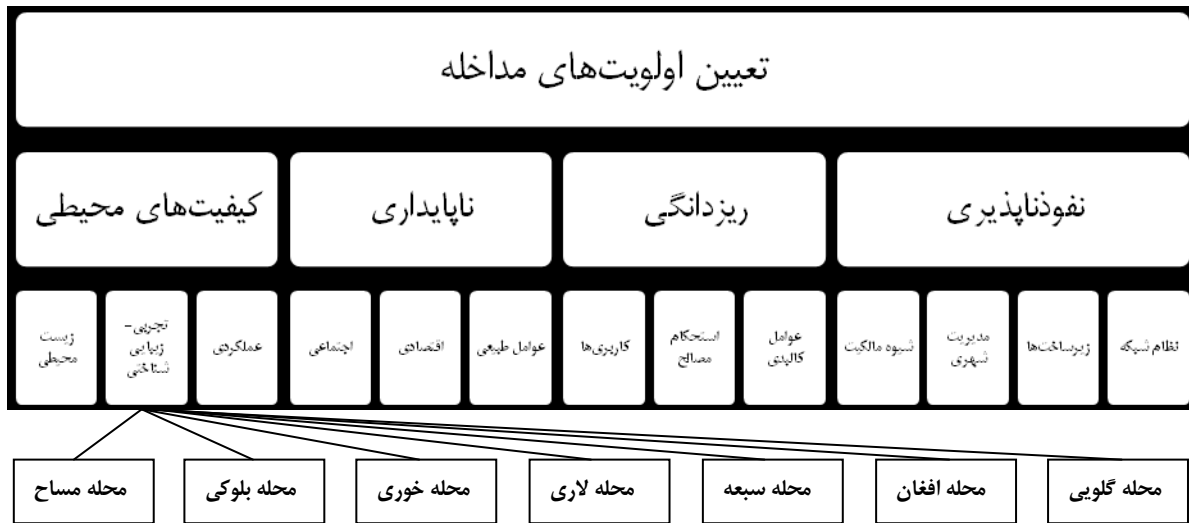 تعیین اولویت‌های مداخله
نفوذناپذیری
ریزدانگی
ناپایداری
کیفیت‌های محیطی
نظام شبکه
زیرساخت‌ها
مدیریت
شهری
شیوه مالکیت
عوامل
کالبدی
استحکام
مصالح
کاربری‌ها
عوامل طبیعی
اقتصادی
اجتماعی
عملکردی
تجربی-
زیبایی
شناختی
زیست
محیطی
محله گلویی
محله افغان
محله سبعه
محله لاری
محله خوری
محله بلوکی
محله مساح